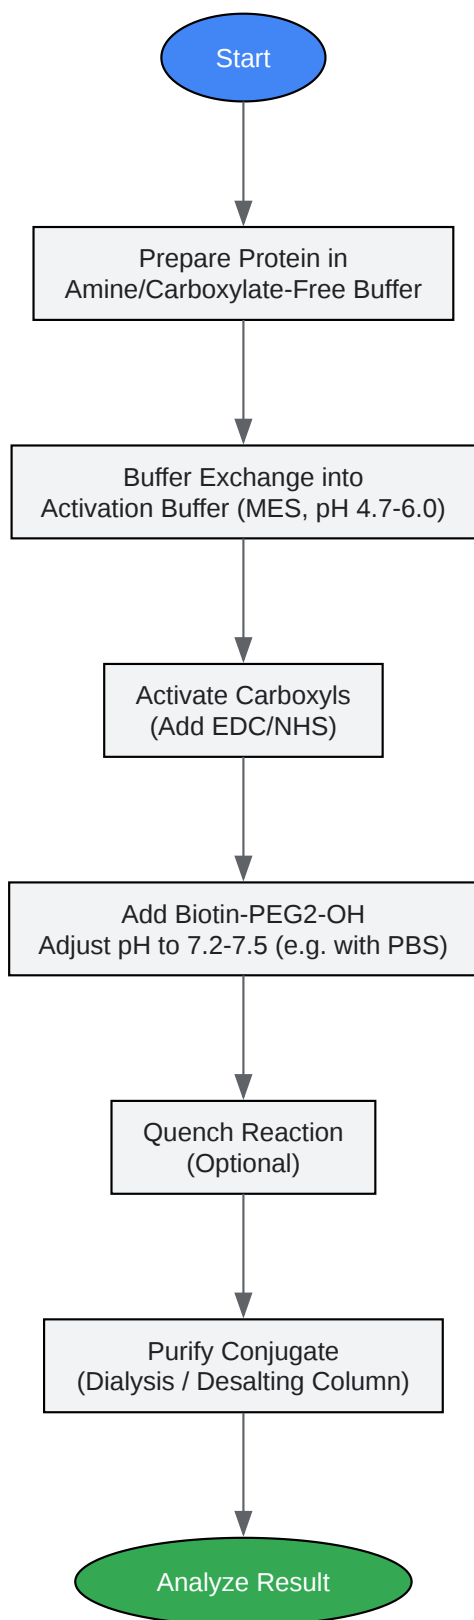 Start
Prepare Protein in
Amine/Carboxylate-Free Buffer
Buffer Exchange into
Activation Buffer (MES, pH 4.7-6.0)
Activate Carboxyls
(Add EDC/NHS)
Add Biotin-PEG2-OH
Adjust pH to 7.2-7.5 (e.g. with PBS)
Quench Reaction
(Optional)
Purify Conjugate
(Dialysis / Desalting Column)
Analyze Result